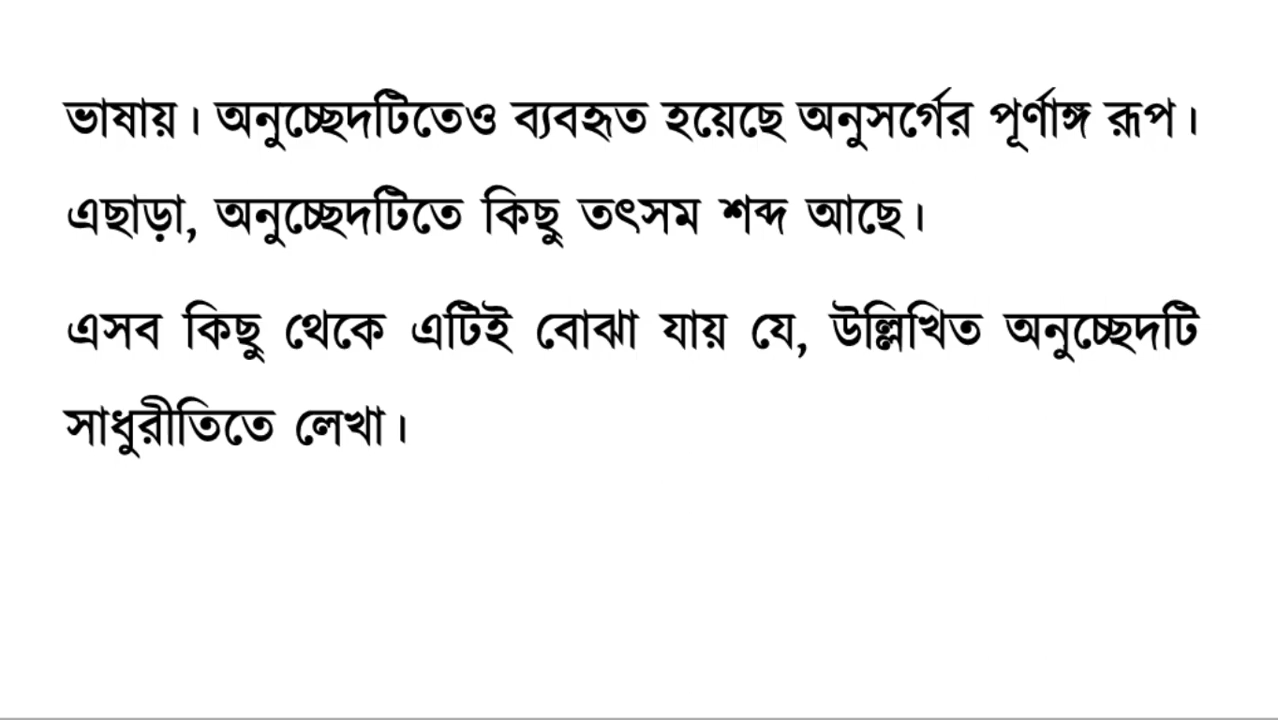 ভাষায়। অনুচ্ছেদটিতেও ব্যবহৃত হয়েছে অনুসর্গের পূর্ণাঙ্গ রূপ।
এছাড়া, অনুচ্ছেদটিতে কিছু তৎসম শব্দ আছে।
এসব কিছু থেকে এটিই বোঝা যায় যে, উল্লিখিত অনুচ্ছেদটি
সাধুরীতিতে লেখা।